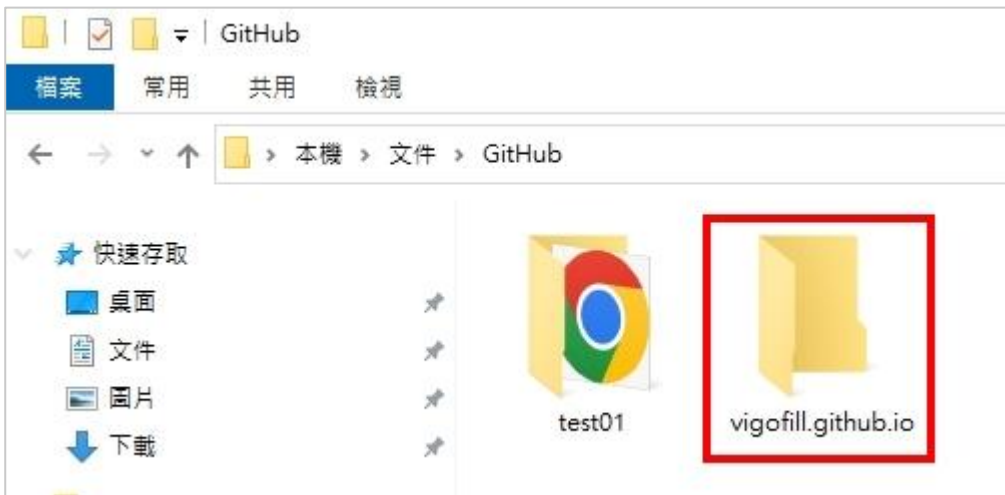 GitHub
檔案 常用 共用 檢視
本機 文件 GitHub
快速存取
桌面
文件
圖片
下載
test01 vigofill.github.io